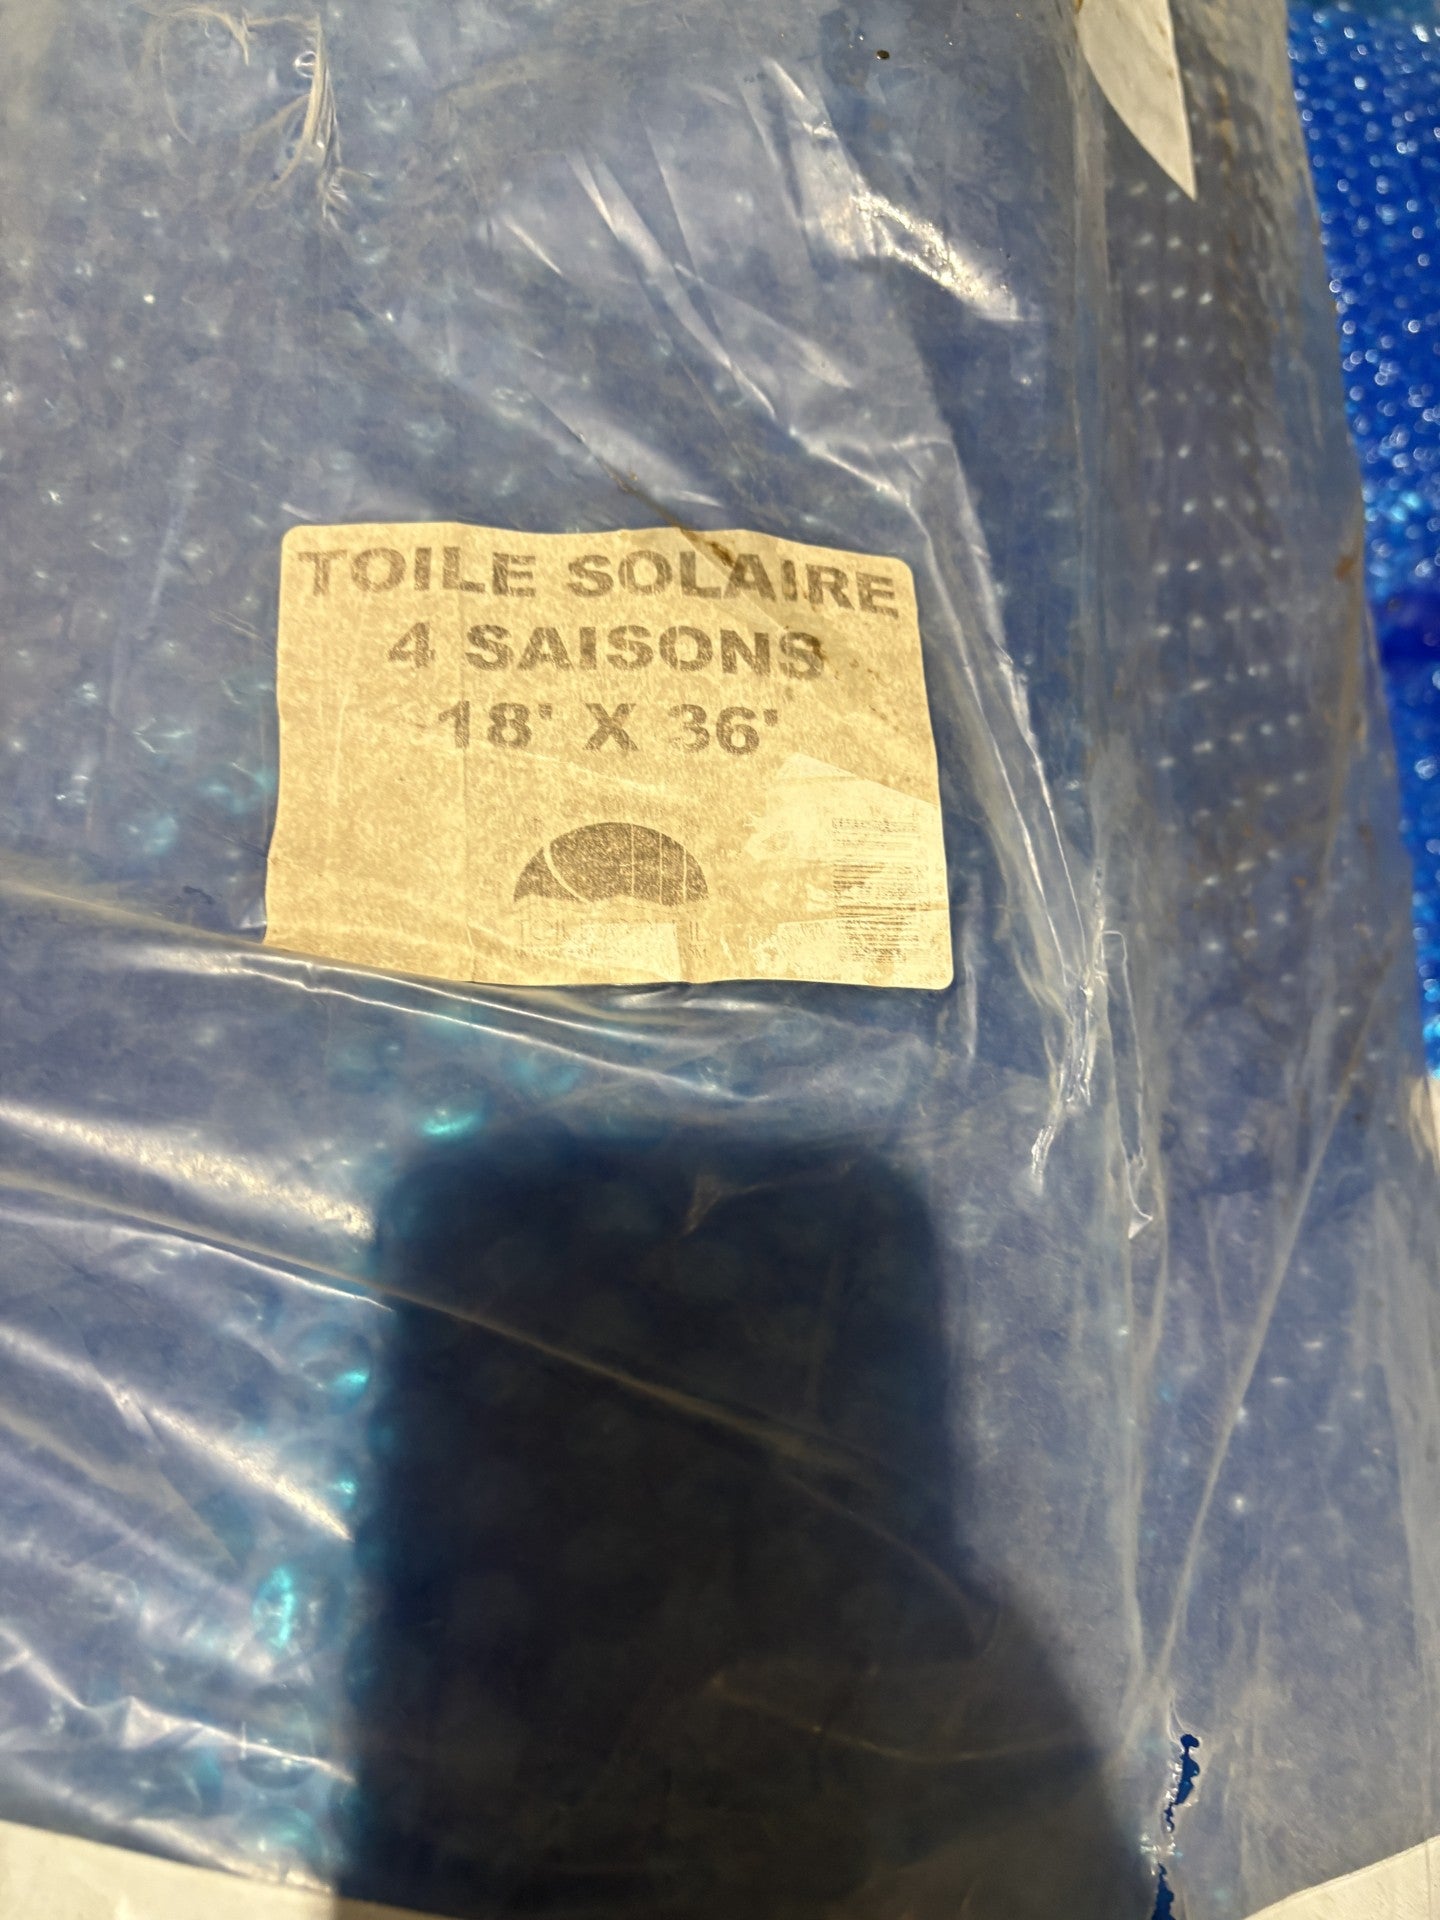 TOILE SOLAIRE
4 SAISONS
18' X 36'